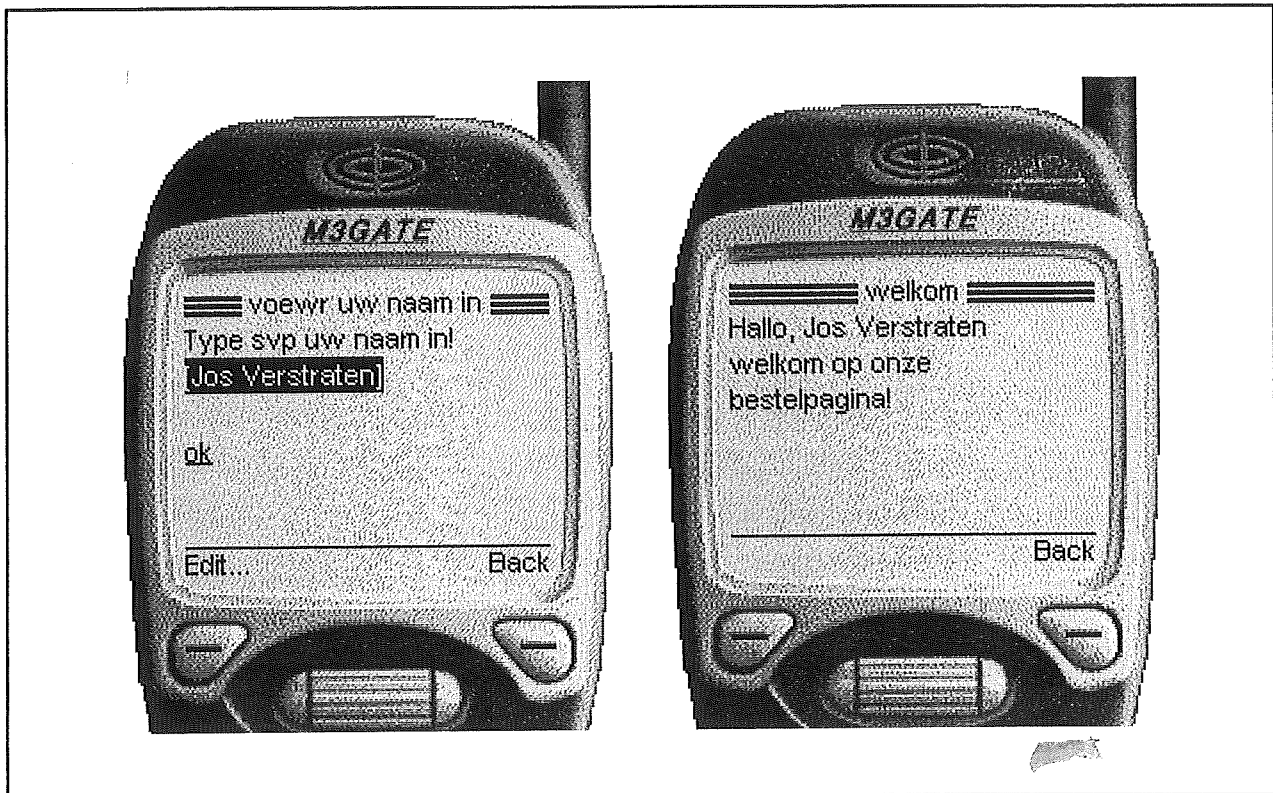 M3GATE
voewr uw naam in
Type svp uw naam in!
[Jos Verstraten]
ok
Edit... Back
M3GATE
welkom
Hallo, Jos Verstraten
welkom op onze
bestelpagina!
Back